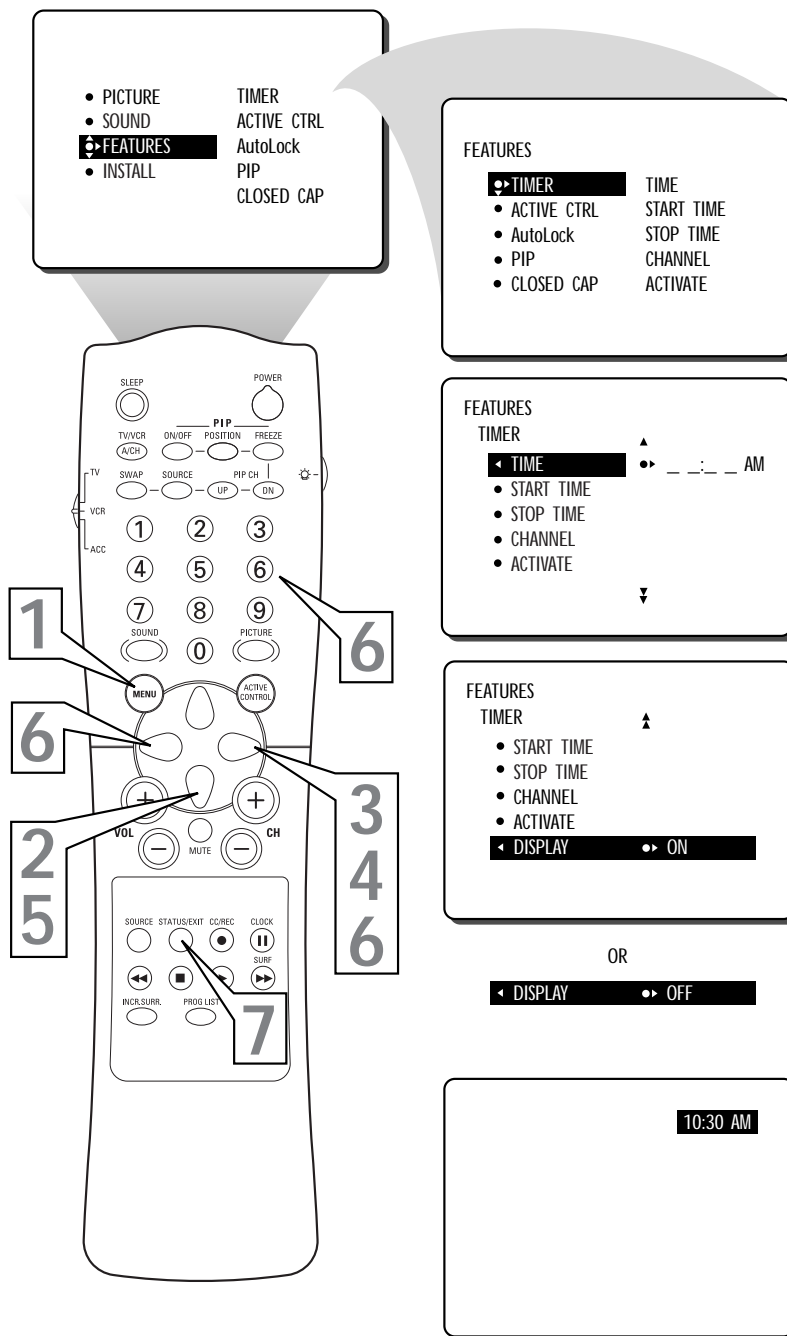 PICTURE TIMER
SOUND ACTIVE CTRL
FEATURES AutoLock
INSTALL PIP
CLOSED CAP
FEATURES
TIMER TIME
ACTIVE CTRL START TIME
AutoLock STOP TIME
PIP CHANNEL
CLOSED CAP ACTIVATE
FEATURES
TIMER
TIME _ _:_ _ AM
START TIME
STOP TIME
CHANNEL
ACTIVATE
FEATURES
TIMER
START TIME
STOP TIME
CHANNEL
ACTIVATE
DISPLAY ON
OR
DISPLAY OFF
10:30 AM
SLEEP POWER
PIP
TV/VCR ON/OFF POSITION FREEZE
A/CH
TV SWAP SOURCE PIP CH
UP DN
VCR
ACC
1 2 3
4 5 6
7 8 9
SOUND 0 PICTURE
MENU ACTIVE CONTROL
VOL MUTE CH
SOURCE STATUS/EXIT CC/REC CLOCK
SURF
INCR.SURR. PROG LIST
1
6
6
2
5
3
4
6
7